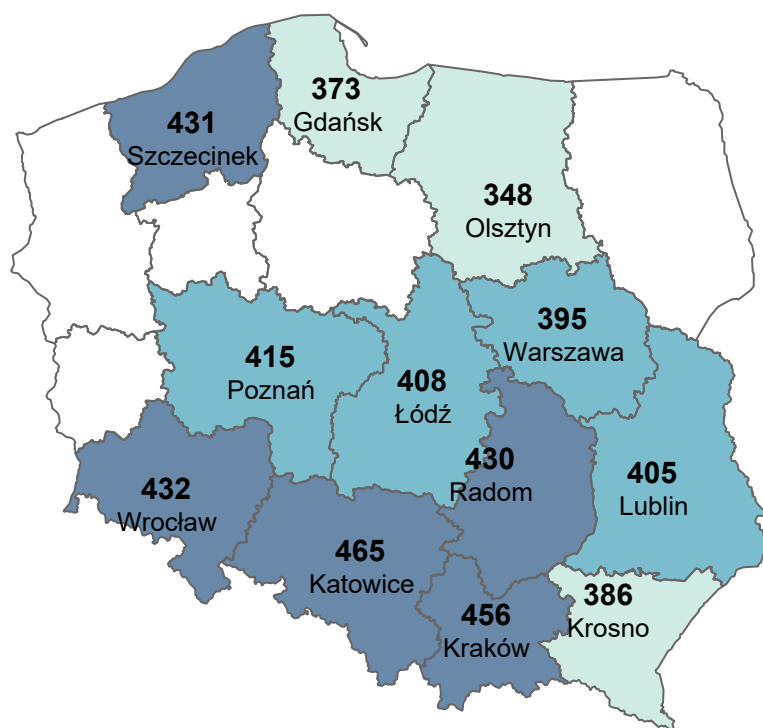 373
Gdańsk
431
Szczecinek
348
Olsztyn
395
Warszawa
415
Poznań
408
Łódź
430
Radom
405
Lublin
432
Wrocław
465
Katowice
386
Krosno
456
Kraków